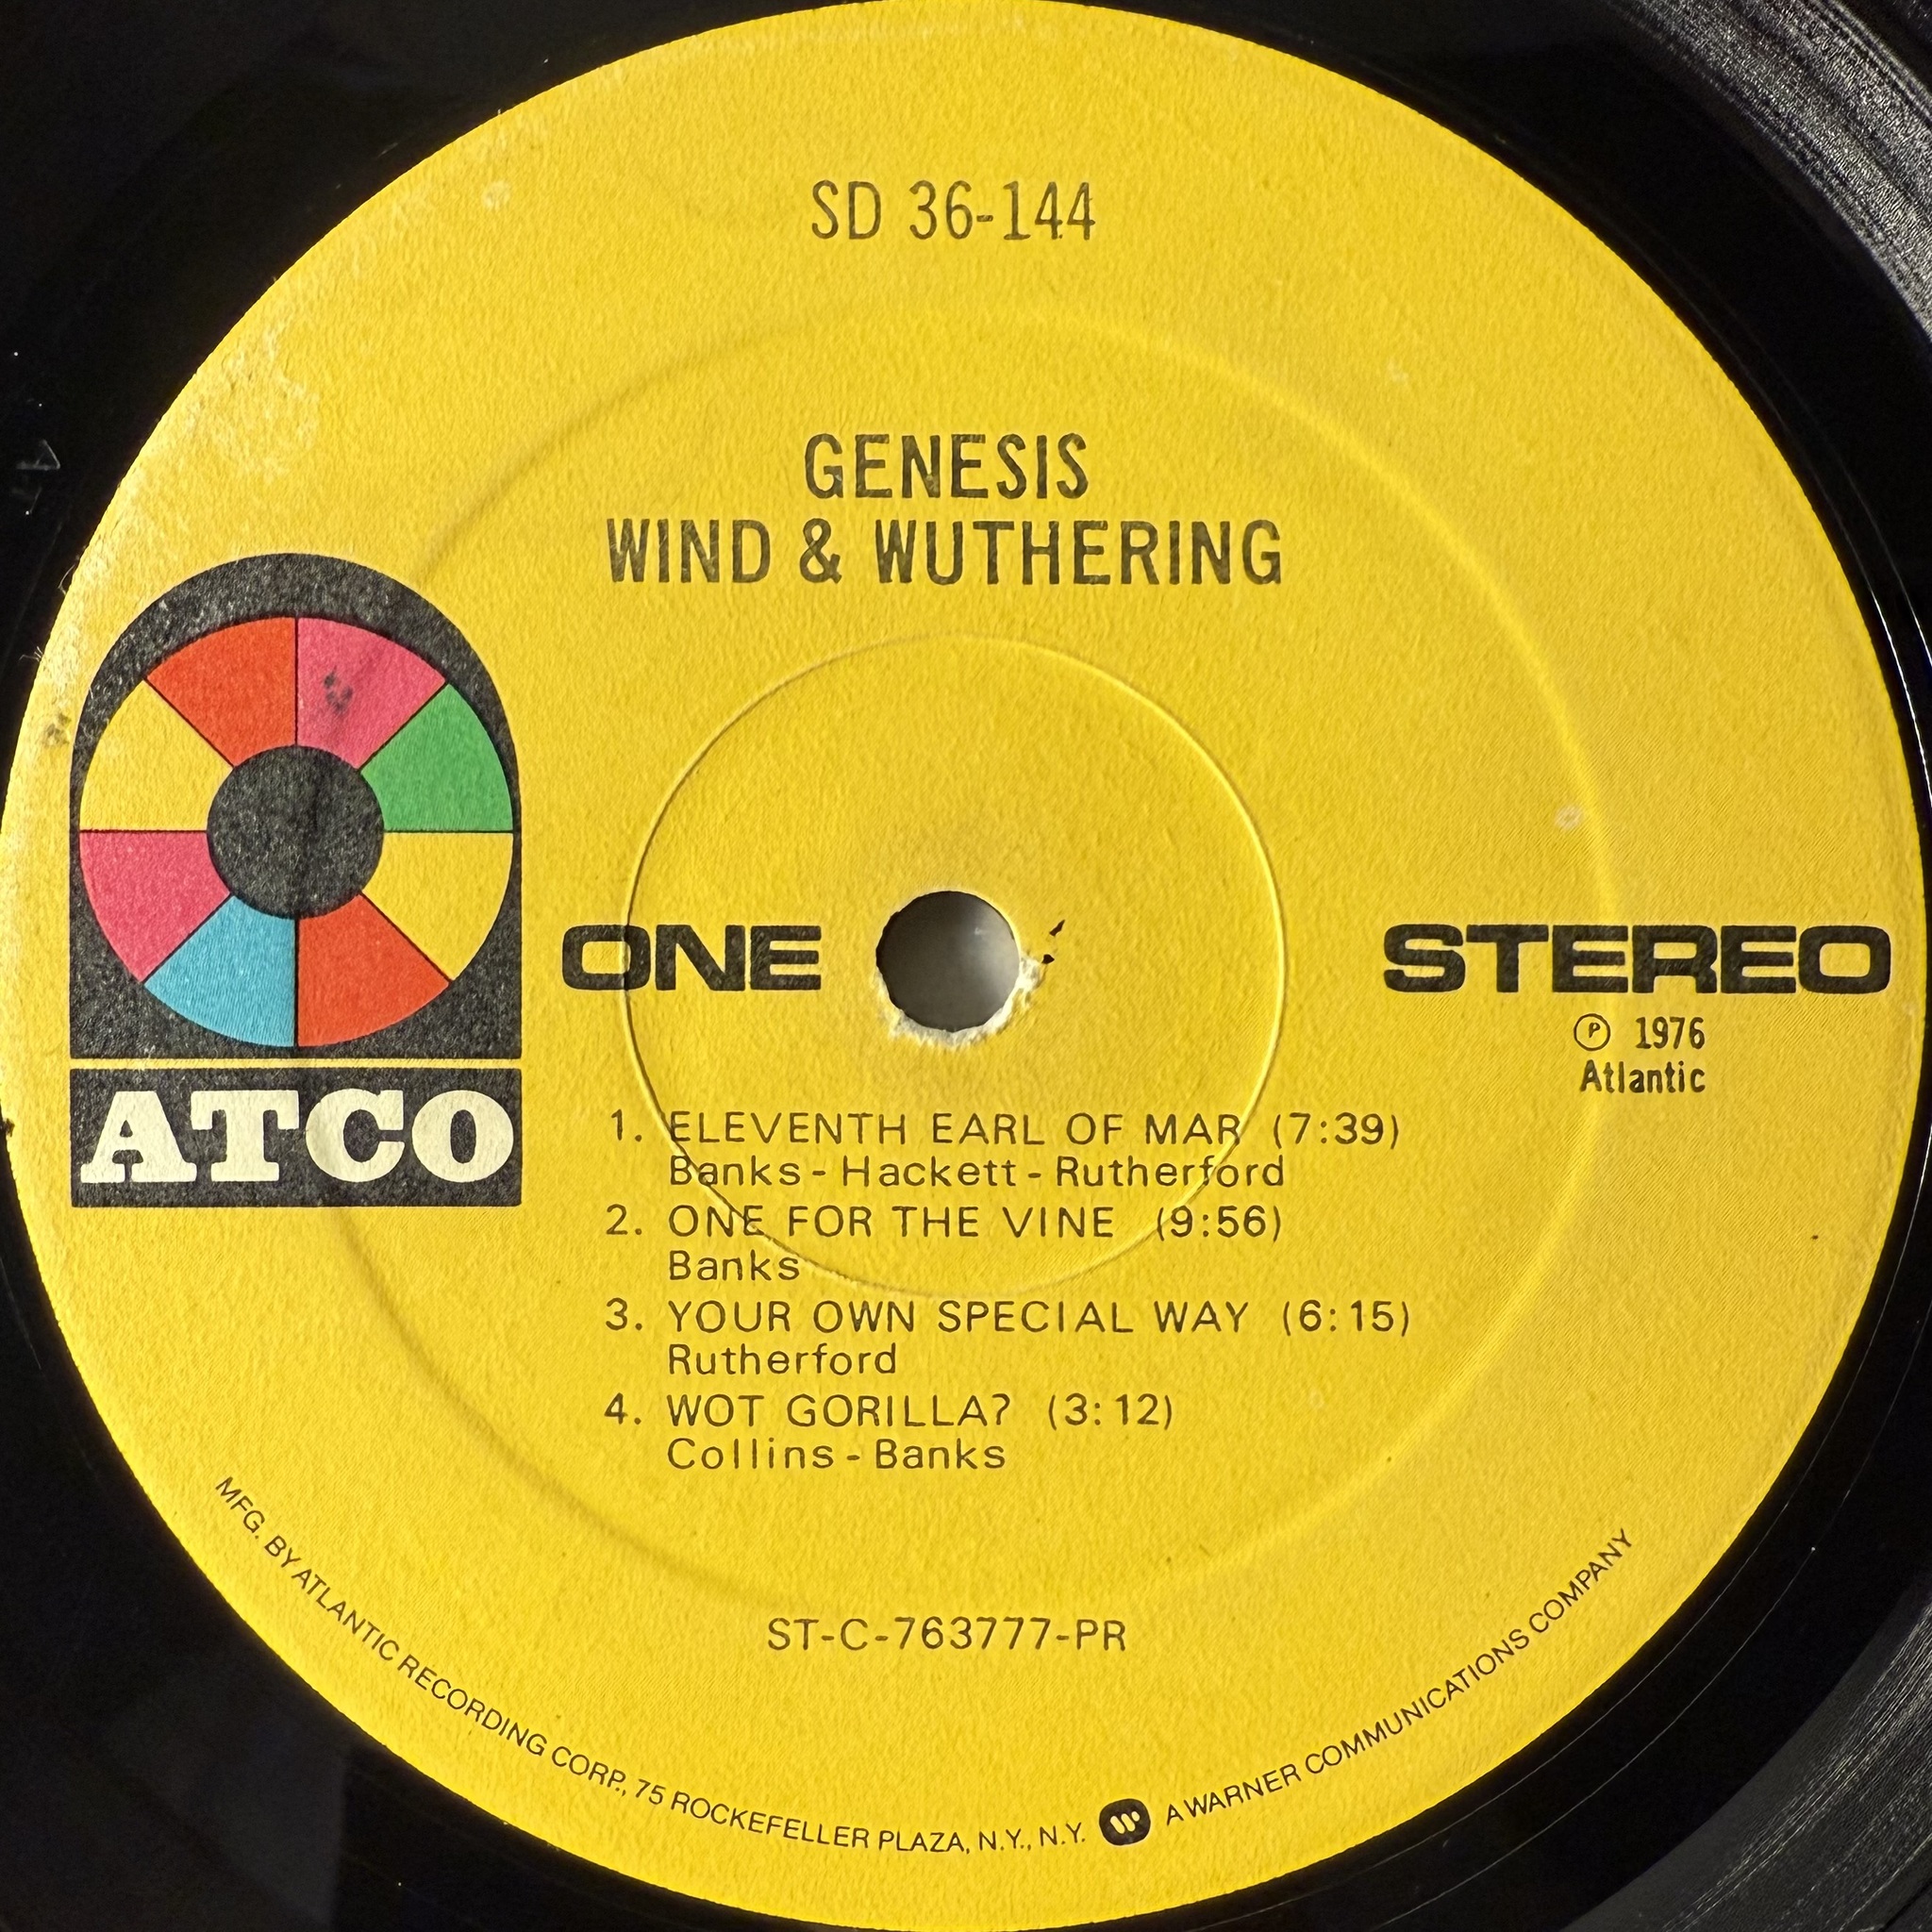 SD 36-144
GENESIS
WIND & WUTHERING
ATCO
ONE
STEREO
Ⓟ 1976
Atlantic
1. ELEVENTH EARL OF MAR (7:39)
Banks - Hackett - Rutherford
2. ONE FOR THE VINE (9:56)
Banks
3. YOUR OWN SPECIAL WAY (6:15)
Rutherford
4. WOT GORILLA? (3:12)
Collins - Banks
ST-C-763777-PR
MFG. BY ATLANTIC RECORDING CORP., 75 ROCKEFELLER PLAZA, N.Y., N.Y. W A WARNER COMMUNICATIONS COMPANY